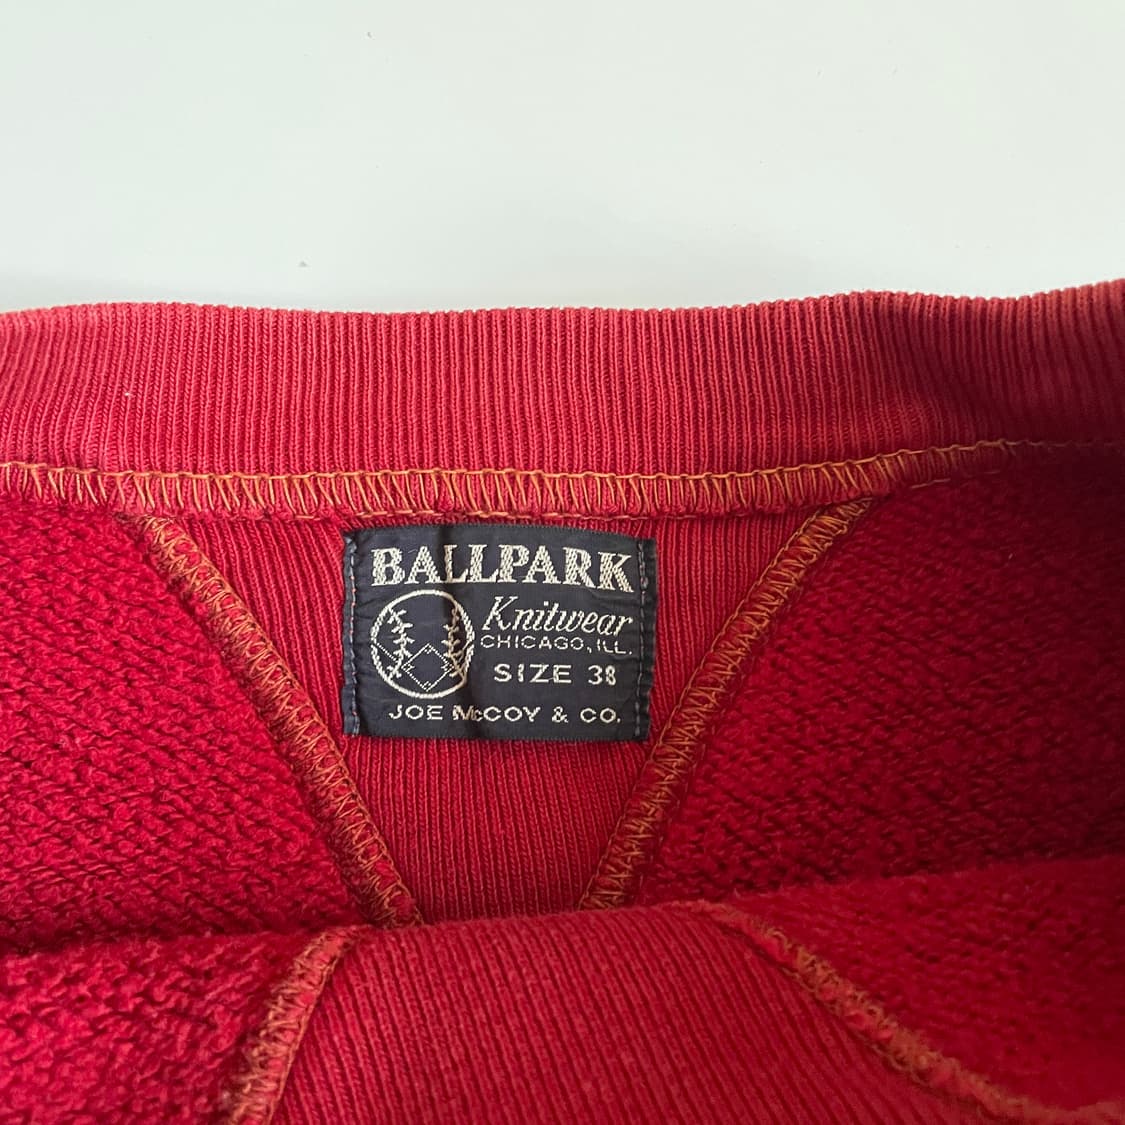 BALLPARK
Knitwear
CHICAGO, ILL.
SIZE 38
JOE McCOY & CO.